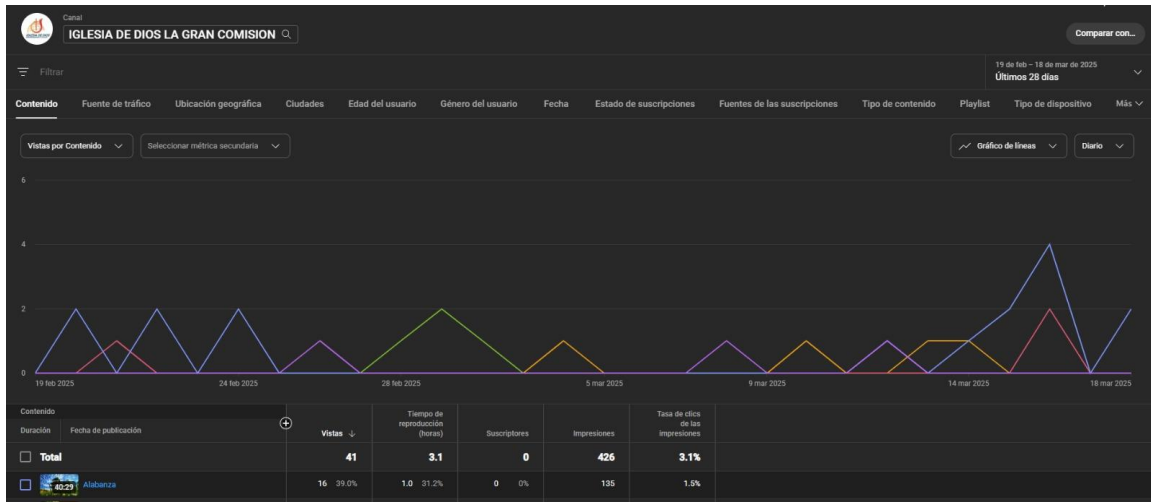 Canal
IGLESIA DE DIOS LA GRAN COMISION
Comparar con...
Filtrar
19 de feb – 18 de mar de 2025
Últimos 28 días
Contenido Fuente de tráfico Ubicación geográfica Ciudades Edad del usuario Género del usuario Fecha Estado de suscripciones Fuentes de las suscripciones Tipo de contenido Playlist Tipo de dispositivo Más
Vistas por Contenido Seleccionar métrica secundaria Gráfico de líneas Diario
6
4
2
0
19 feb 2025 24 feb 2025 28 feb 2025 5 mar 2025 9 mar 2025 14 mar 2025 18 mar 2025
Contenido
Duración Fecha de publicación
Vistas
Tiempo de
reproducción
(horas)
Suscriptores
Impresiones
Tasa de clics
de las
impresiones
Total 41 3.1 0 426 3.1%
40:29 Alabanza 16 39.0% 1.0 31.2% 0 0% 135 1.5%